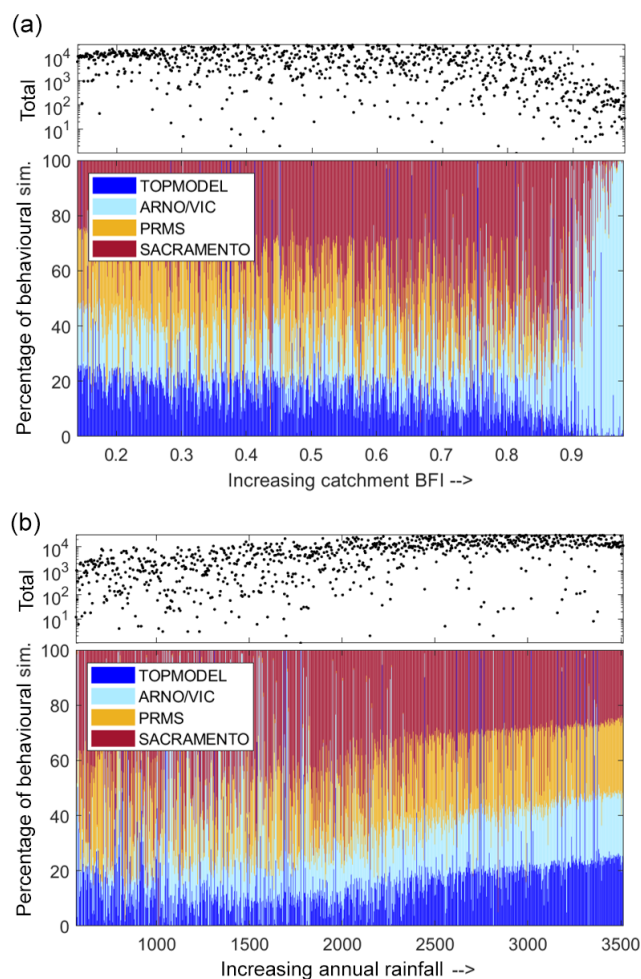 (a)
Total
10^4
10^3
10^2
10^1
Percentage of behavioural sim.
100
80
60
40
20
0
TOPMODEL
ARNO/VIC
PRMS
SACRAMENTO
0.2 0.3 0.4 0.5 0.6 0.7 0.8 0.9
Increasing catchment BFI -->
(b)
Total
10^4
10^3
10^2
10^1
Percentage of behavioural sim.
100
80
60
40
20
0
TOPMODEL
ARNO/VIC
PRMS
SACRAMENTO
1000 1500 2000 2500 3000 3500
Increasing annual rainfall -->